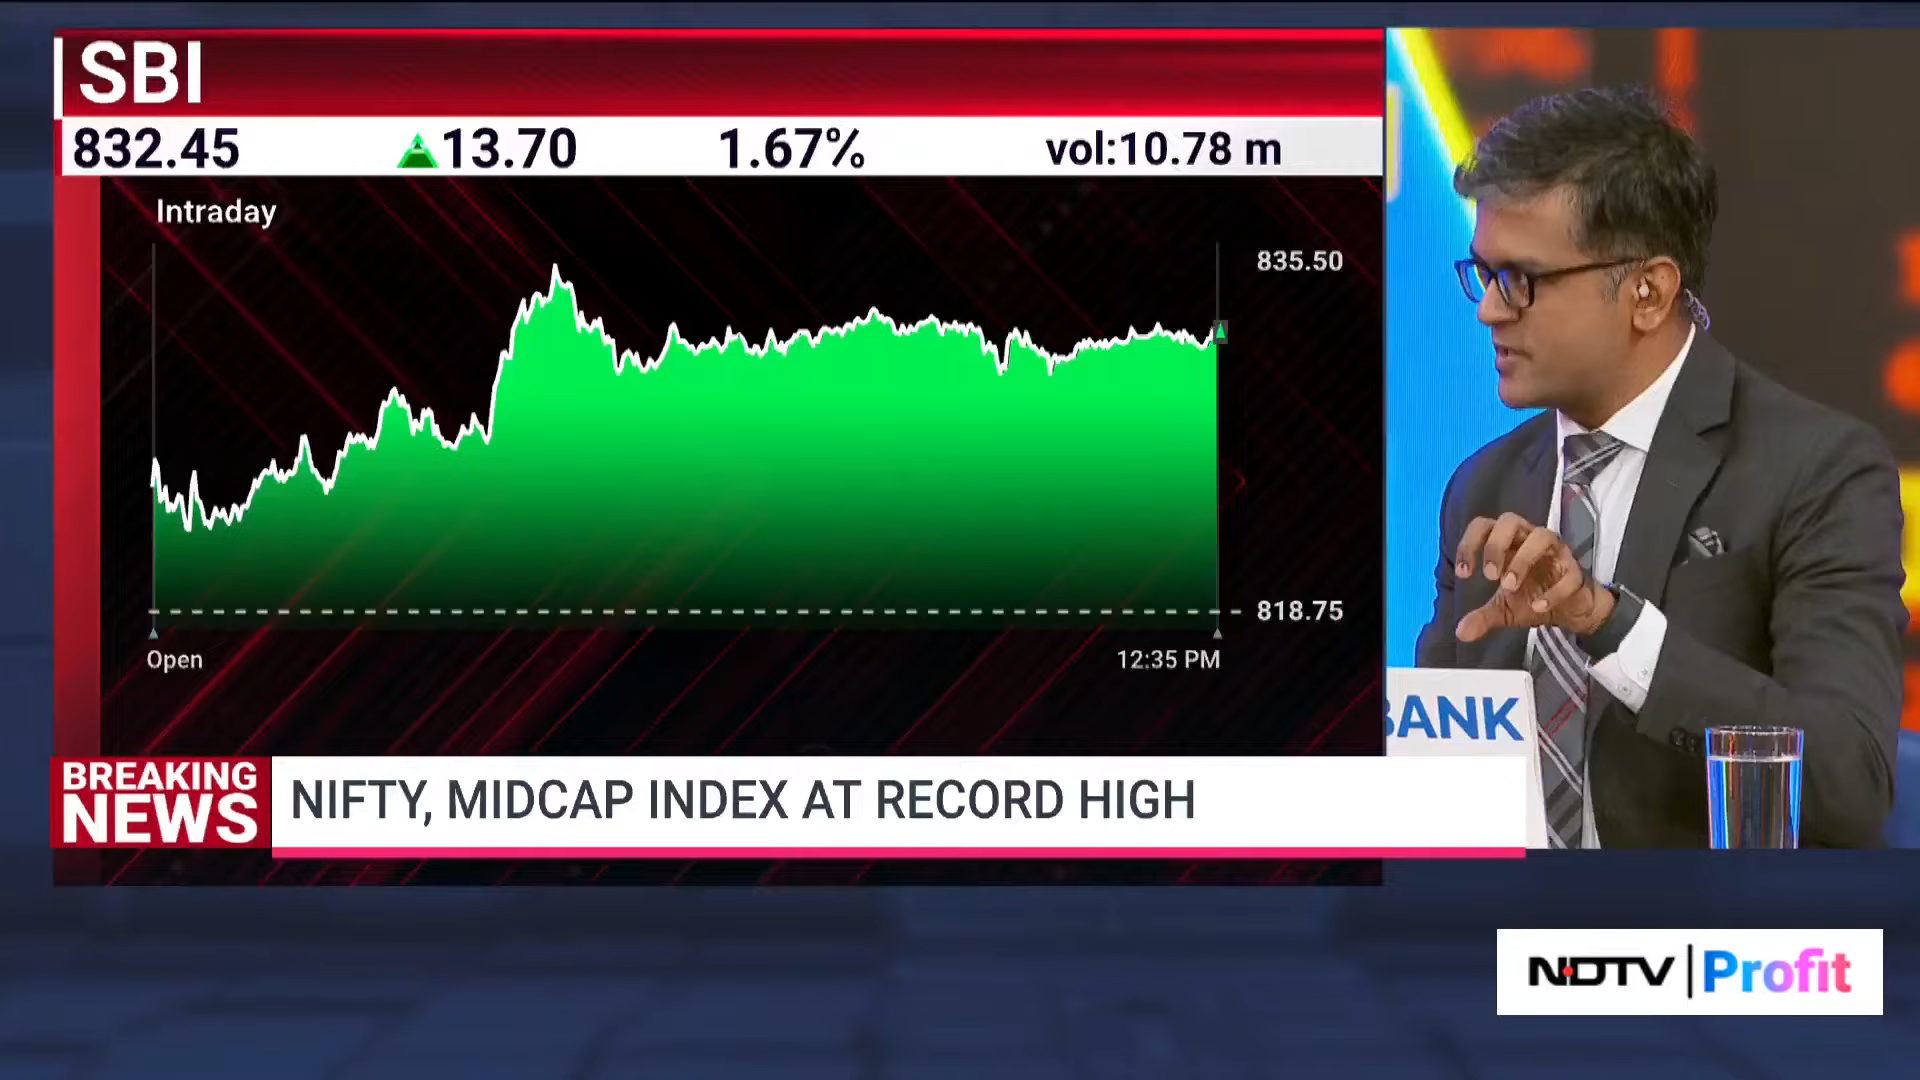 SBI
832.45 13.70 1.67% vol:10.78 m
Intraday
835.50
818.75
Open
12:35 PM
BANK
BREAKING
NEWS
NIFTY, MIDCAP INDEX AT RECORD HIGH
NDTV | Profit